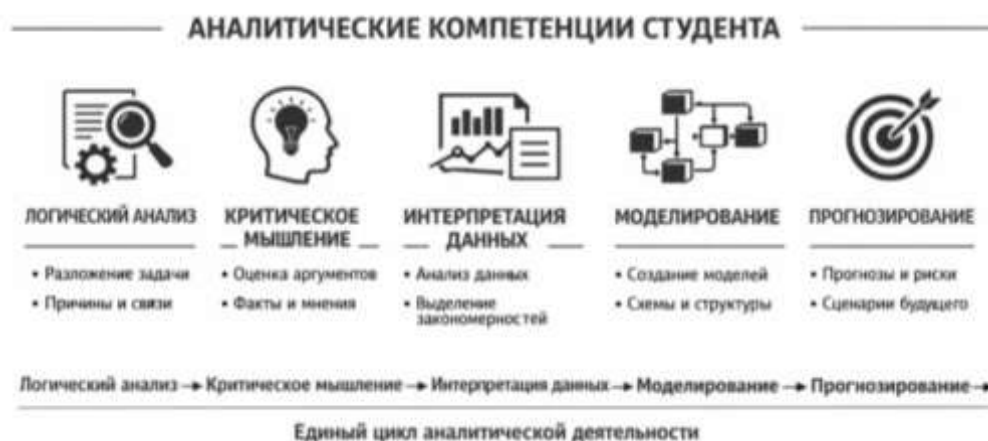 АНАЛИТИЧЕСКИЕ КОМПЕТЕНЦИИ СТУДЕНТА
ЛОГИЧЕСКИЙ АНАЛИЗ
• Разложение задачи
• Причины и связи
КРИТИЧЕСКОЕ
МЫШЛЕНИЕ
• Оценка аргументов
• Факты и мнения
ИНТЕРПРЕТАЦИЯ
ДАННЫХ
• Анализ данных
• Выделение
закономерностей
МОДЕЛИРОВАНИЕ
• Создание моделей
• Схемы и структуры
ПРОГНОЗИРОВАНИЕ
• Прогнозы и риски
• Сценарии будущего
Логический анализ → Критическое мышление → Интерпретация данных → Моделирование → Прогнозирование →
Единый цикл аналитической деятельности